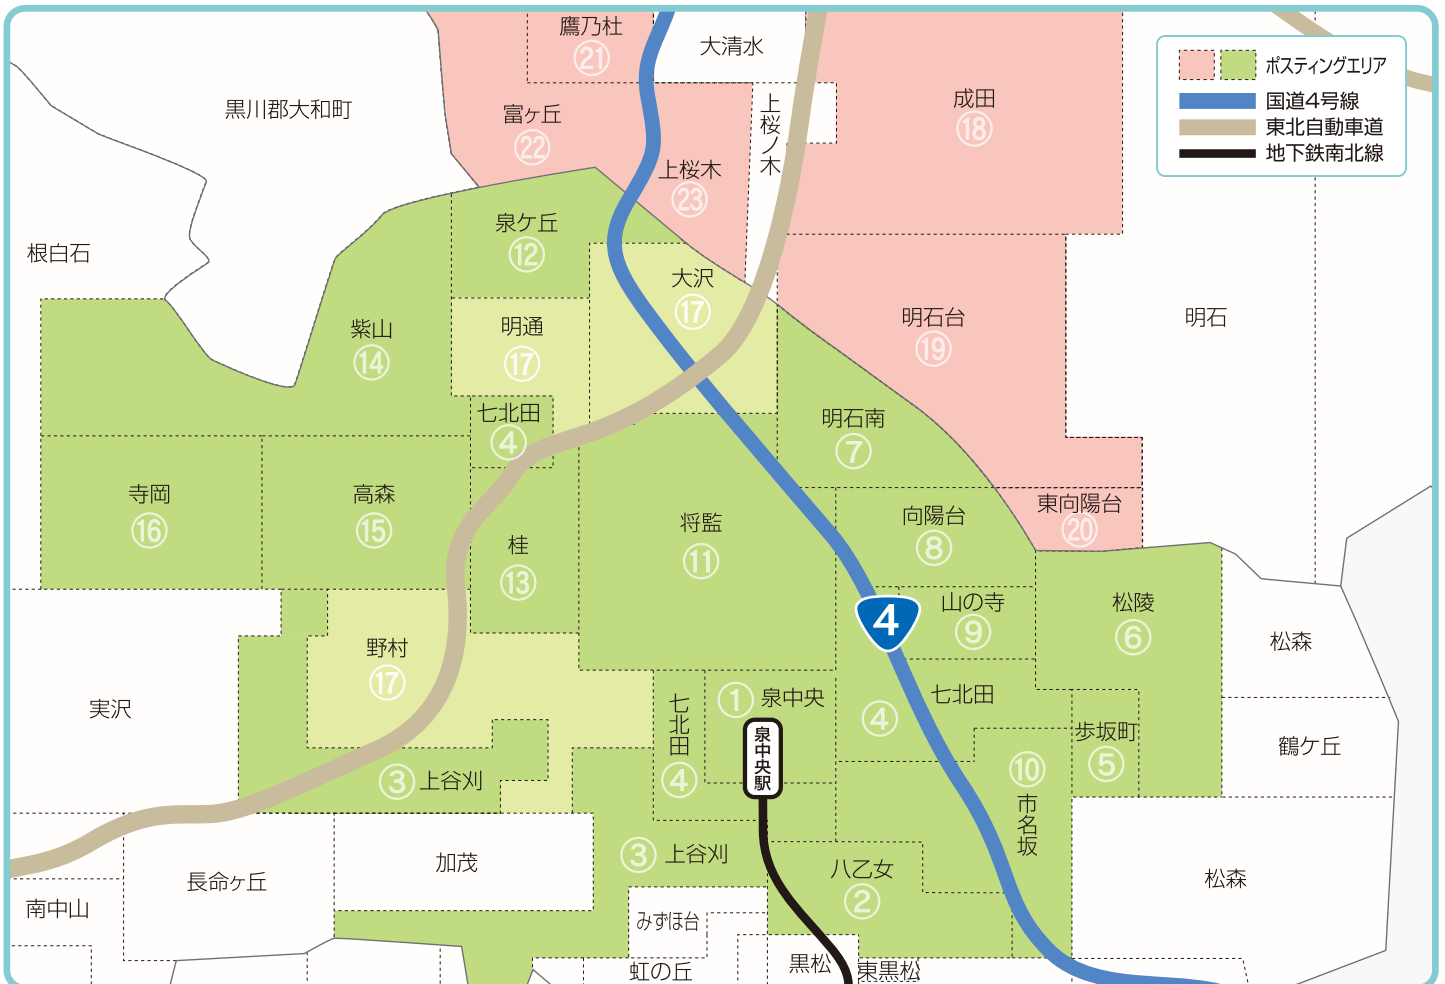 鷹乃杜
㉑
大清水
ポスティングエリア
国道4号線
東北自動車道
地下鉄南北線
黒川郡大和町
富ヶ丘
㉒
上桜木
㉓
上桜ノ木
成田
⑱
根白石
泉ケ丘
⑫
大沢
⑰
明石台
⑲
明石
紫山
⑭
明通
⑰
七北田
④
明石南
⑦
寺岡
⑯
高森
⑮
桂
⑬
将監
⑪
向陽台
⑧
東向陽台
⑳
山の寺
⑨
4
松陵
⑥
松森
野村
⑰
実沢
七北田
④
①
泉中央
泉中央駅
④
七北田
歩坂町
⑤
鶴ケ丘
③
上谷刈
⑩
市名坂
③
上谷刈
加茂
八乙女
②
松森
長命ヶ丘
南中山
みずほ台
虹の丘
黒松
東黒松